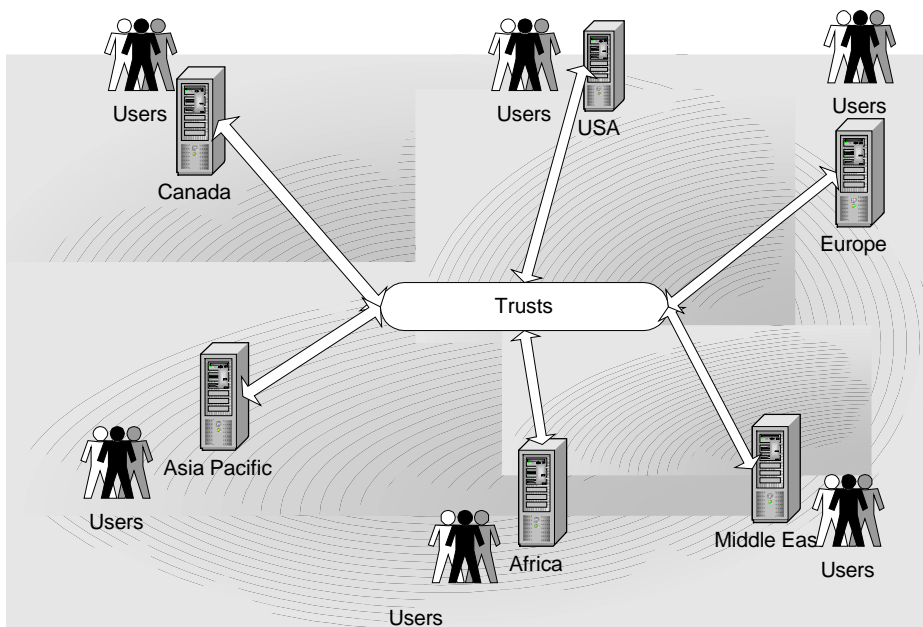 Users
Canada
Users
USA
Users
Europe
Trusts
Asia Pacific
Users
Africa
Users
Middle Eas
Users